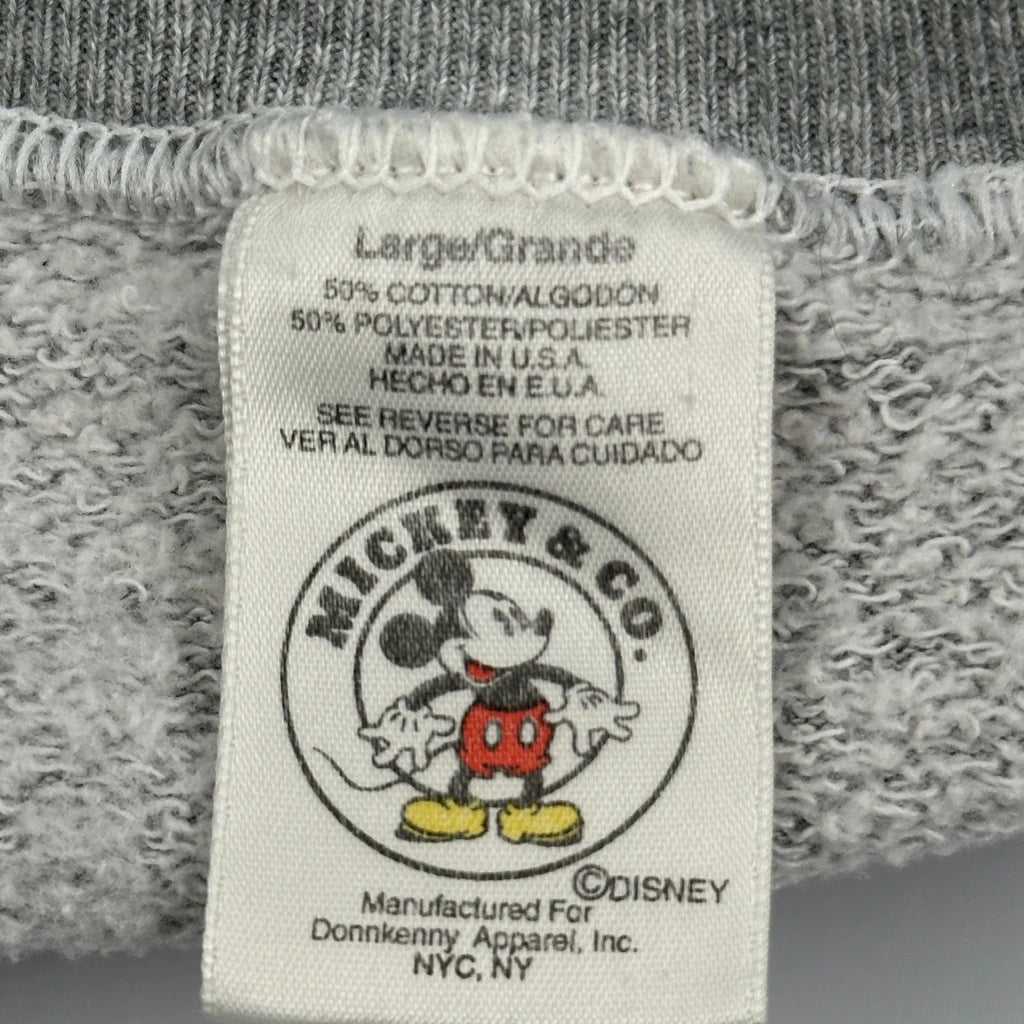 Large/Grande
50% COTTON/ALGODÓN
50% POLYESTER/POLIESTER
MADE IN U.S.A.
HECHO EN E.U.A.
SEE REVERSE FOR CARE
VER AL DORSO PARA CUIDADO
MICKEY & CO.
©DISNEY
Manufactured For
Donnkenny Apparel, Inc.
NYC, NY